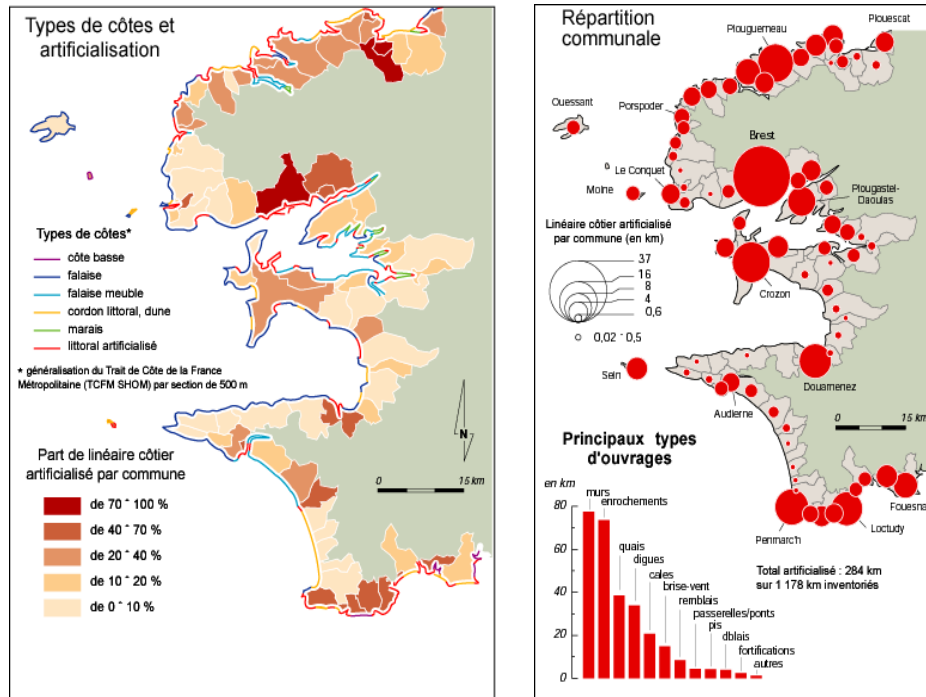 Types de côtes et
artificialisation
Types de côtes*
côte basse
falaise
falaise meuble
cordon littoral, dune
marais
littoral artificialisé
* généralisation du Trait de Côte de la France
Métropolitaine (TCFM SHOM) par section de 500 m
N
0 15 km
Part de linéaire côtier
artificialisé par commune
de 70 ˆ 100 %
de 40 ˆ 70 %
de 20 ˆ 40 %
de 10 ˆ 20 %
de 0 ˆ 10 %
Répartition
communale
Plouescat
Plouguerneau
Ouessant
Porspoder
Brest
Le Conquet
Molne
Plougastel-
Daoulas
Linéaire côtier artificialisé
par commune (en km)
37
16
8
4
0,6
0,02 ˆ 0,5
Crozon
Sein
Douarnenez
Audierne
0 15 km
Principaux types
d'ouvrages
en km
80
60
40
20
0
murs
enrochements
quais
digues
cales
brise-vent
remblais
passerelles/ponts
pis
dblais
fortifications
autres
Penmarc'h
Loctudy
Fouesna
Total artificialisé : 284 km
sur 1 178 km inventoriés